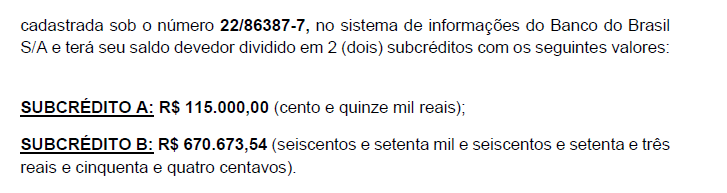 cadastrada sob o número 22/86387-7, no sistema de informações do Banco do Brasil
S/A e terá seu saldo devedor dividido em 2 (dois) subcréditos com os seguintes valores:
SUBCRÉDITO A: R$ 115.000,00 (cento e quinze mil reais);
SUBCRÉDITO B: R$ 670.673,54 (seiscentos e setenta mil e seiscentos e setenta e três
reais e cinquenta e quatro centavos).